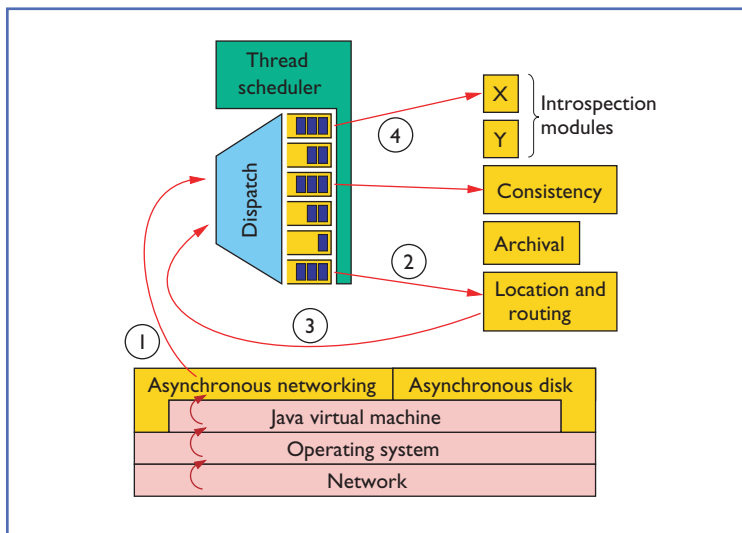 Thread
scheduler
X
Introspection
modules
4
Y
Dispatch
Consistency
Archival
2
Location and
routing
3
1
Asynchronous networking
Asynchronous disk
Java virtual machine
Operating system
Network